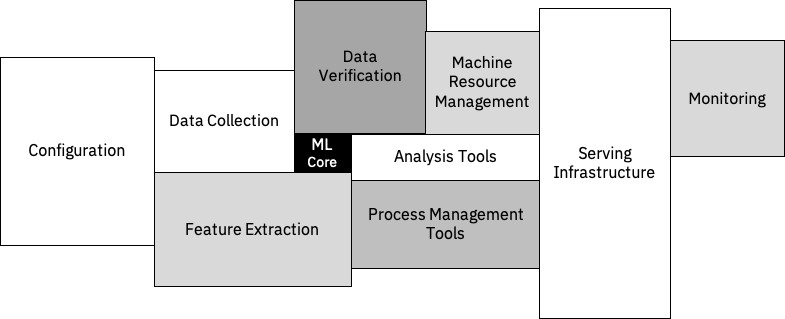 Configuration
Data Collection
Data
Verification
Machine
Resource
Management
ML
Core
Analysis Tools
Feature Extraction
Process Management
Tools
Serving
Infrastructure
Monitoring